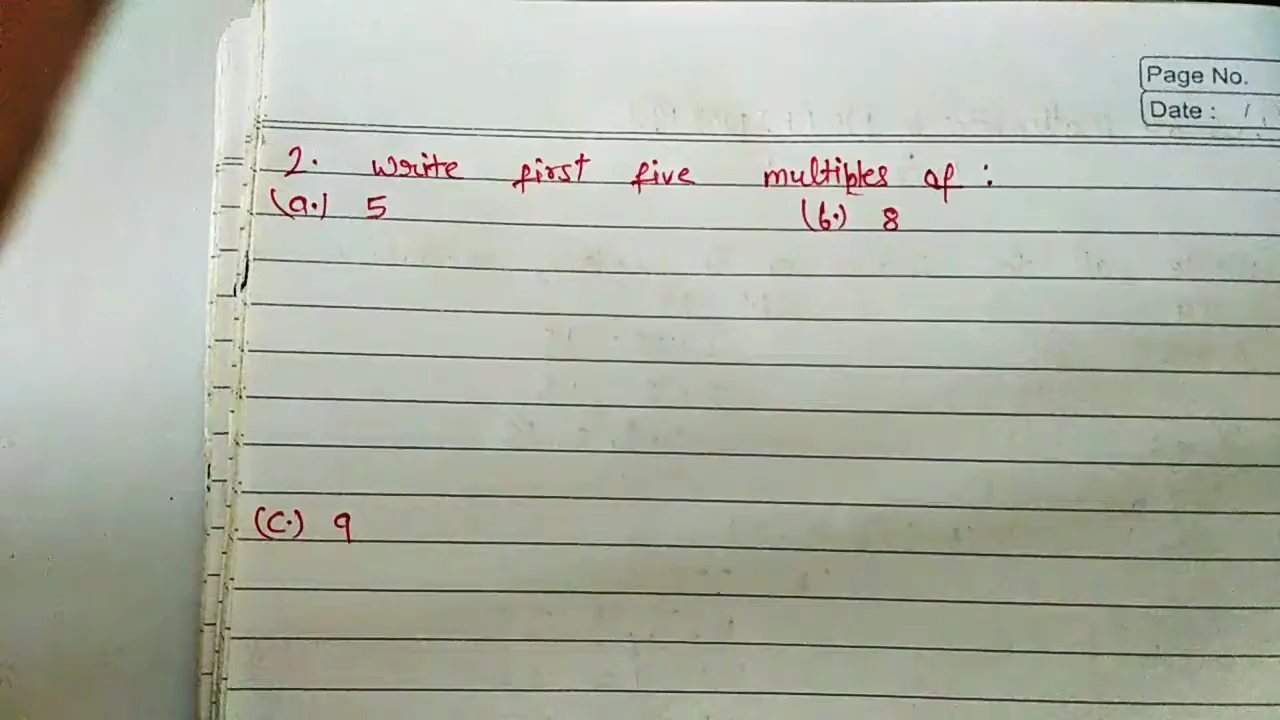 Page No.
Date : /
2. write first five multiples of :
(a.) 5 (b.) 8
(c.) 9